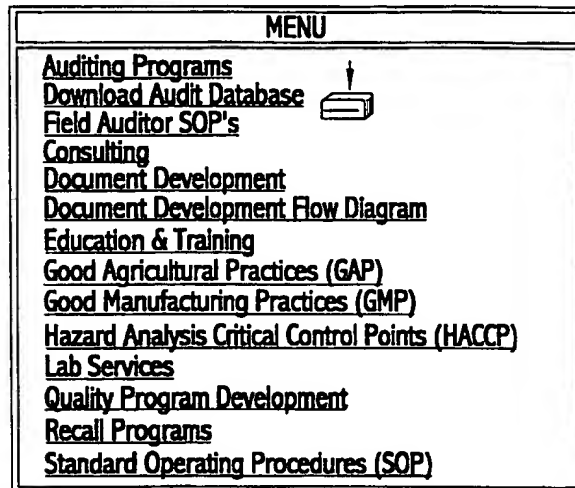 MENU
Auditing Programs
Download Audit Database
Field Auditor SOP's
Consulting
Document Development
Document Development Flow Diagram
Education & Training
Good Agricultural Practices (GAP)
Good Manufacturing Practices (GMP)
Hazard Analysis Critical Control Points (HACCP)
Lab Services
Quality Program Development
Recall Programs
Standard Operating Procedures (SOP)